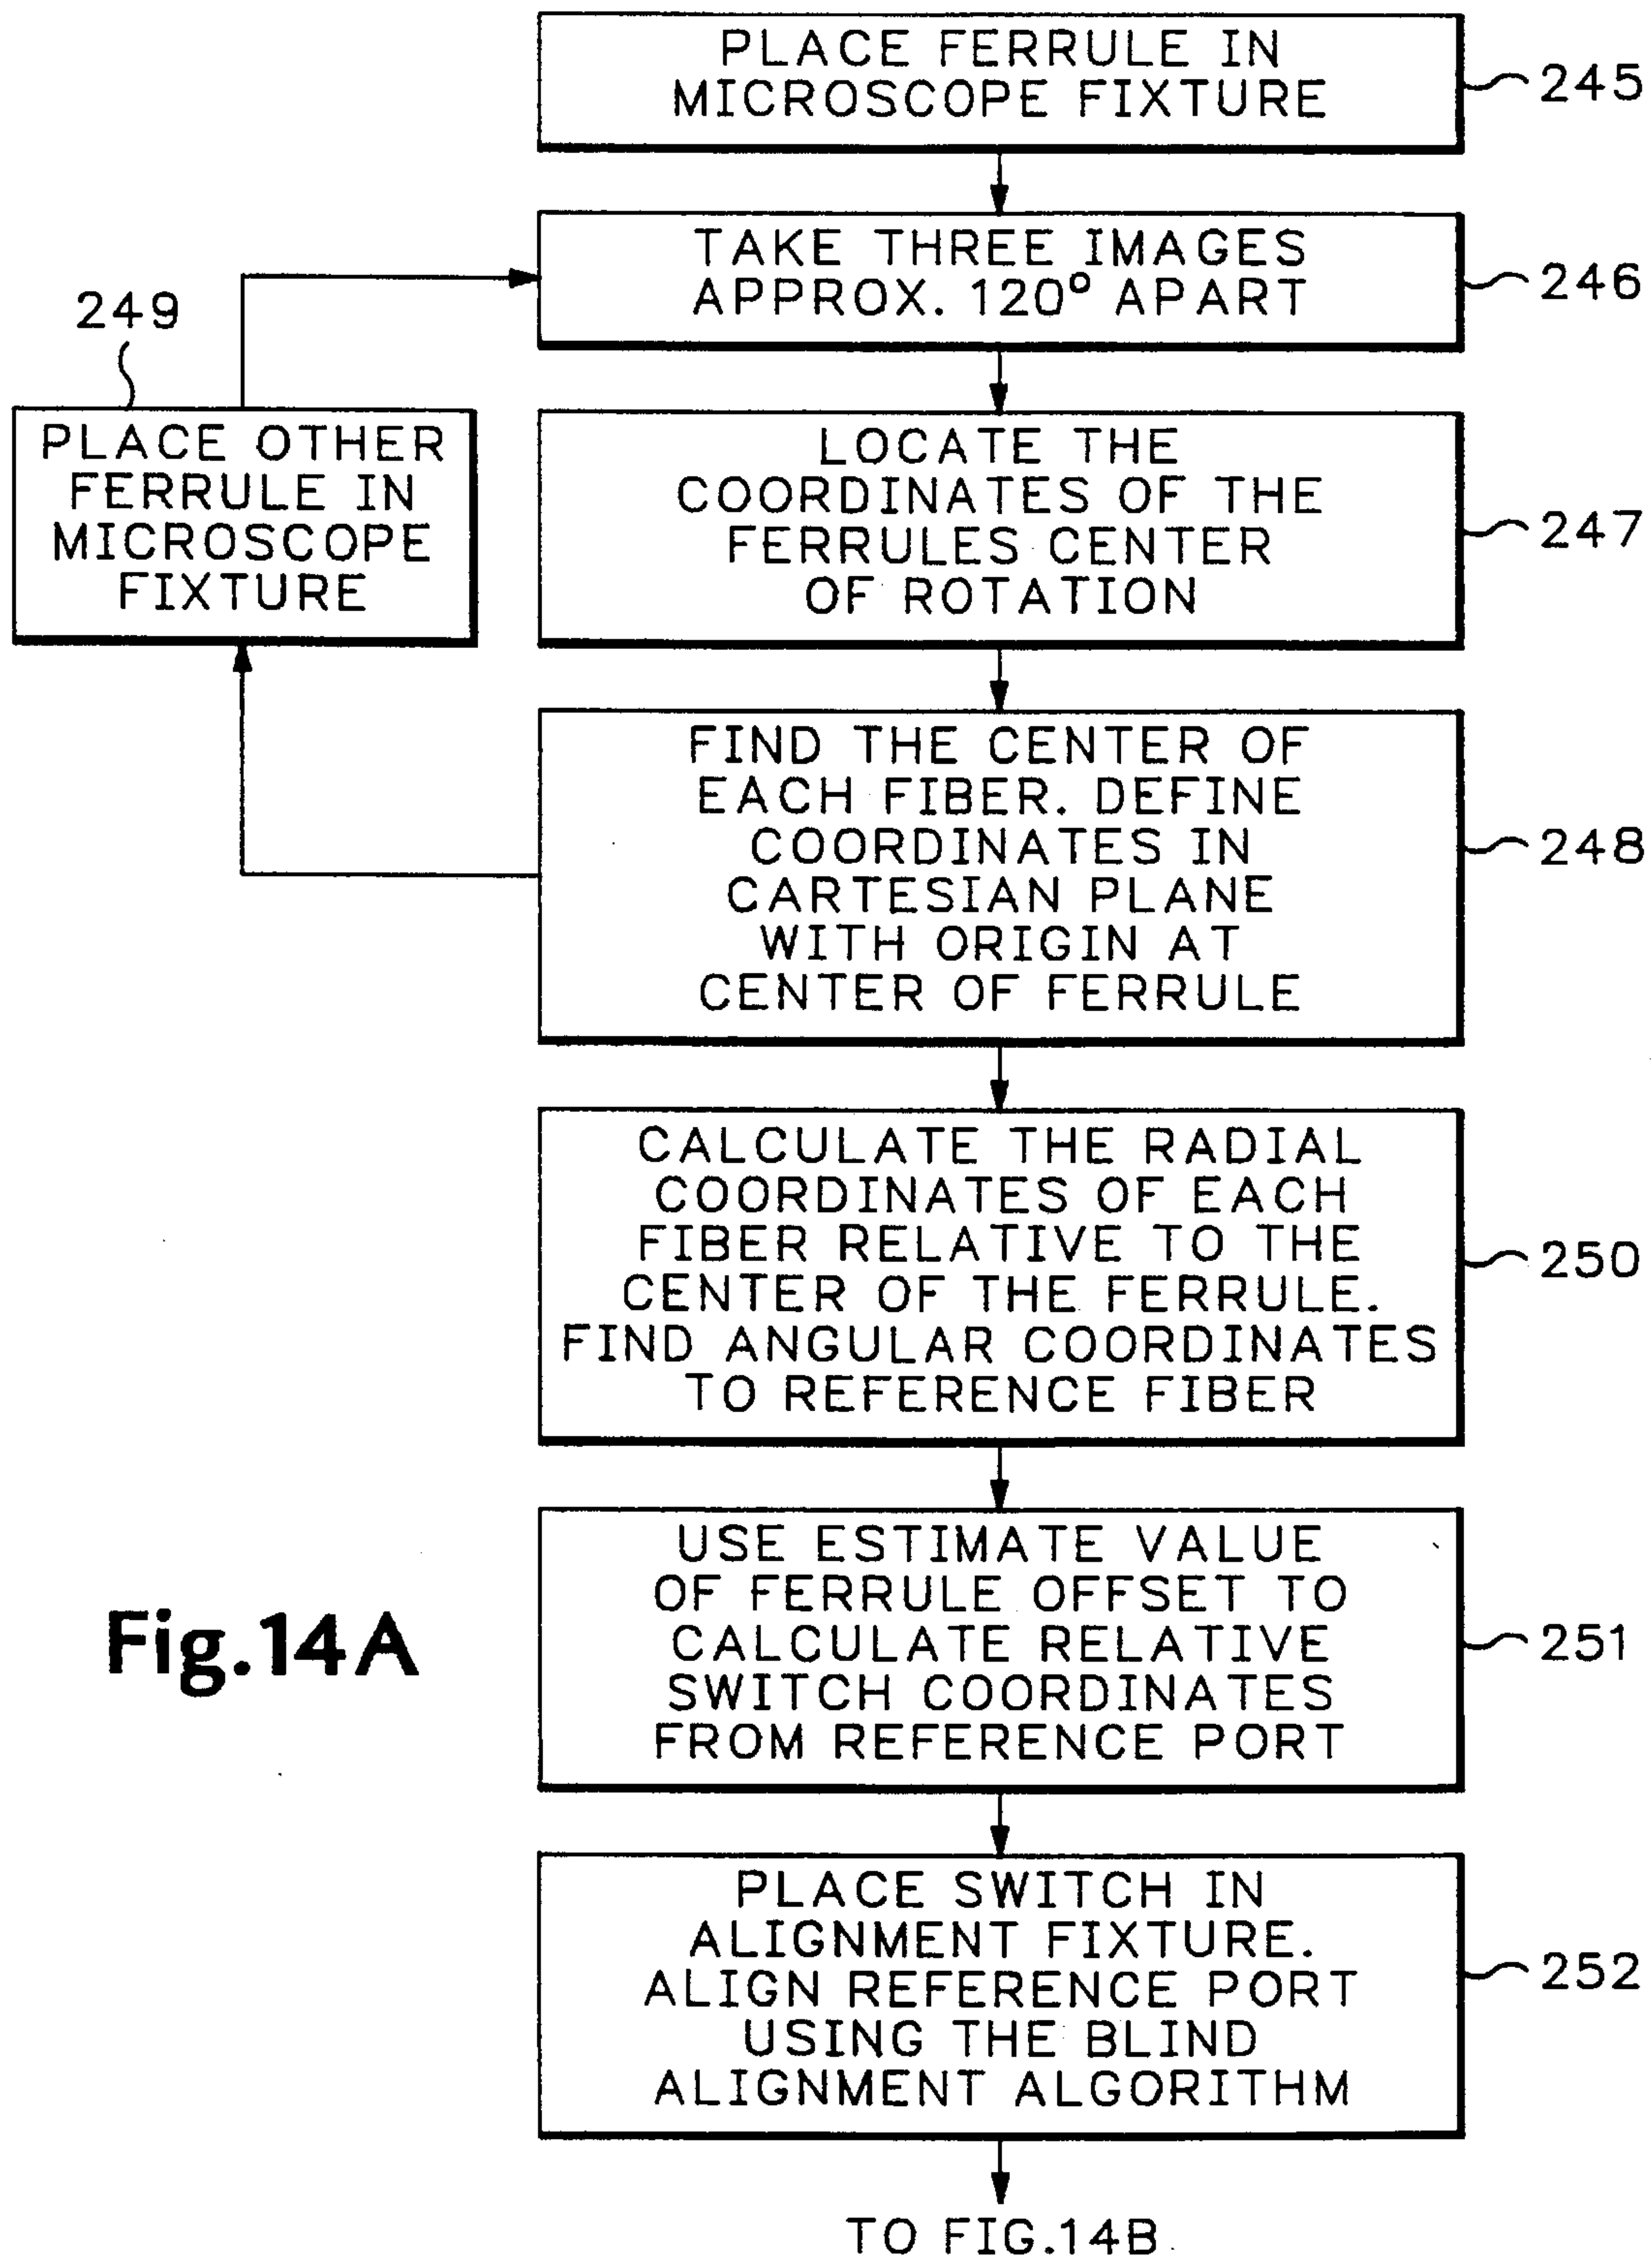 PLACE FERRULE IN
MICROSCOPE FIXTURE
245
TAKE THREE IMAGES
APPROX. 120° APART
246
249
PLACE OTHER
FERRULE IN
MICROSCOPE
FIXTURE
LOCATE THE
COORDINATES OF THE
FERRULES CENTER
OF ROTATION
247
FIND THE CENTER OF
EACH FIBER. DEFINE
COORDINATES IN
CARTESIAN PLANE
WITH ORIGIN AT
CENTER OF FERRULE
248
CALCULATE THE RADIAL
COORDINATES OF EACH
FIBER RELATIVE TO THE
CENTER OF THE FERRULE.
FIND ANGULAR COORDINATES
TO REFERENCE FIBER
250
USE ESTIMATE VALUE
OF FERRULE OFFSET TO
CALCULATE RELATIVE
SWITCH COORDINATES
FROM REFERENCE PORT
251
Fig.14A
PLACE SWITCH IN
ALIGNMENT FIXTURE.
ALIGN REFERENCE PORT
USING THE BLIND
ALIGNMENT ALGORITHM
252
TO FIG.14B